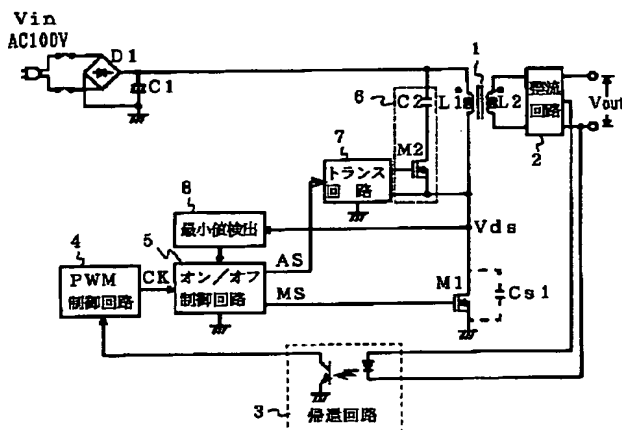 Vin
AC100V
D1
C1
1
6
C2
L1
L2
整流
回路
2
Vout
M2
7
トランス
回路
8
最小値検出
Vds
4
5
AS
PWM
制御回路
CK
オン/オフ
制御回路
MS
M1
Cs1
3
帰還回路